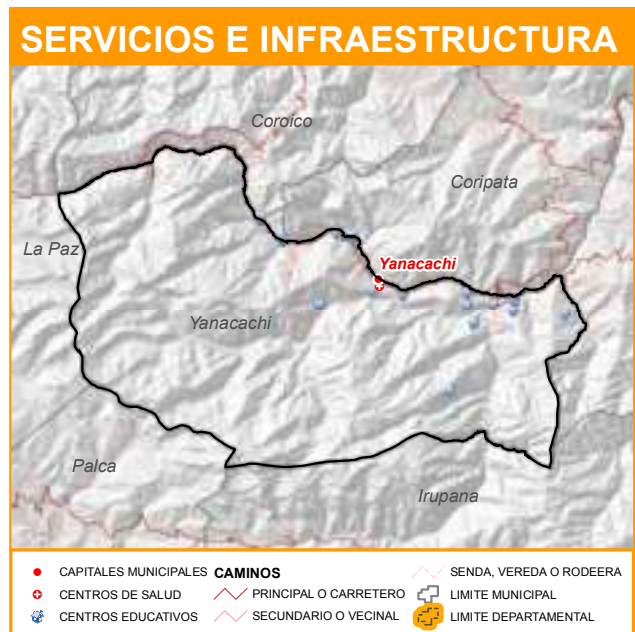 SERVICIOS E INFRAESTRUCTURA
Coroico
Coripata
La Paz
Yanacachi
Yanacachi
Palca
Irupana
CAPITALES MUNICIPALES
CENTROS DE SALUD
CENTROS EDUCATIVOS
CAMINOS
PRINCIPAL O CARRETERO
SECUNDARIO O VECINAL
SENDA, VEREDA O RODEERA
LIMITE MUNICIPAL
LIMITE DEPARTAMENTAL